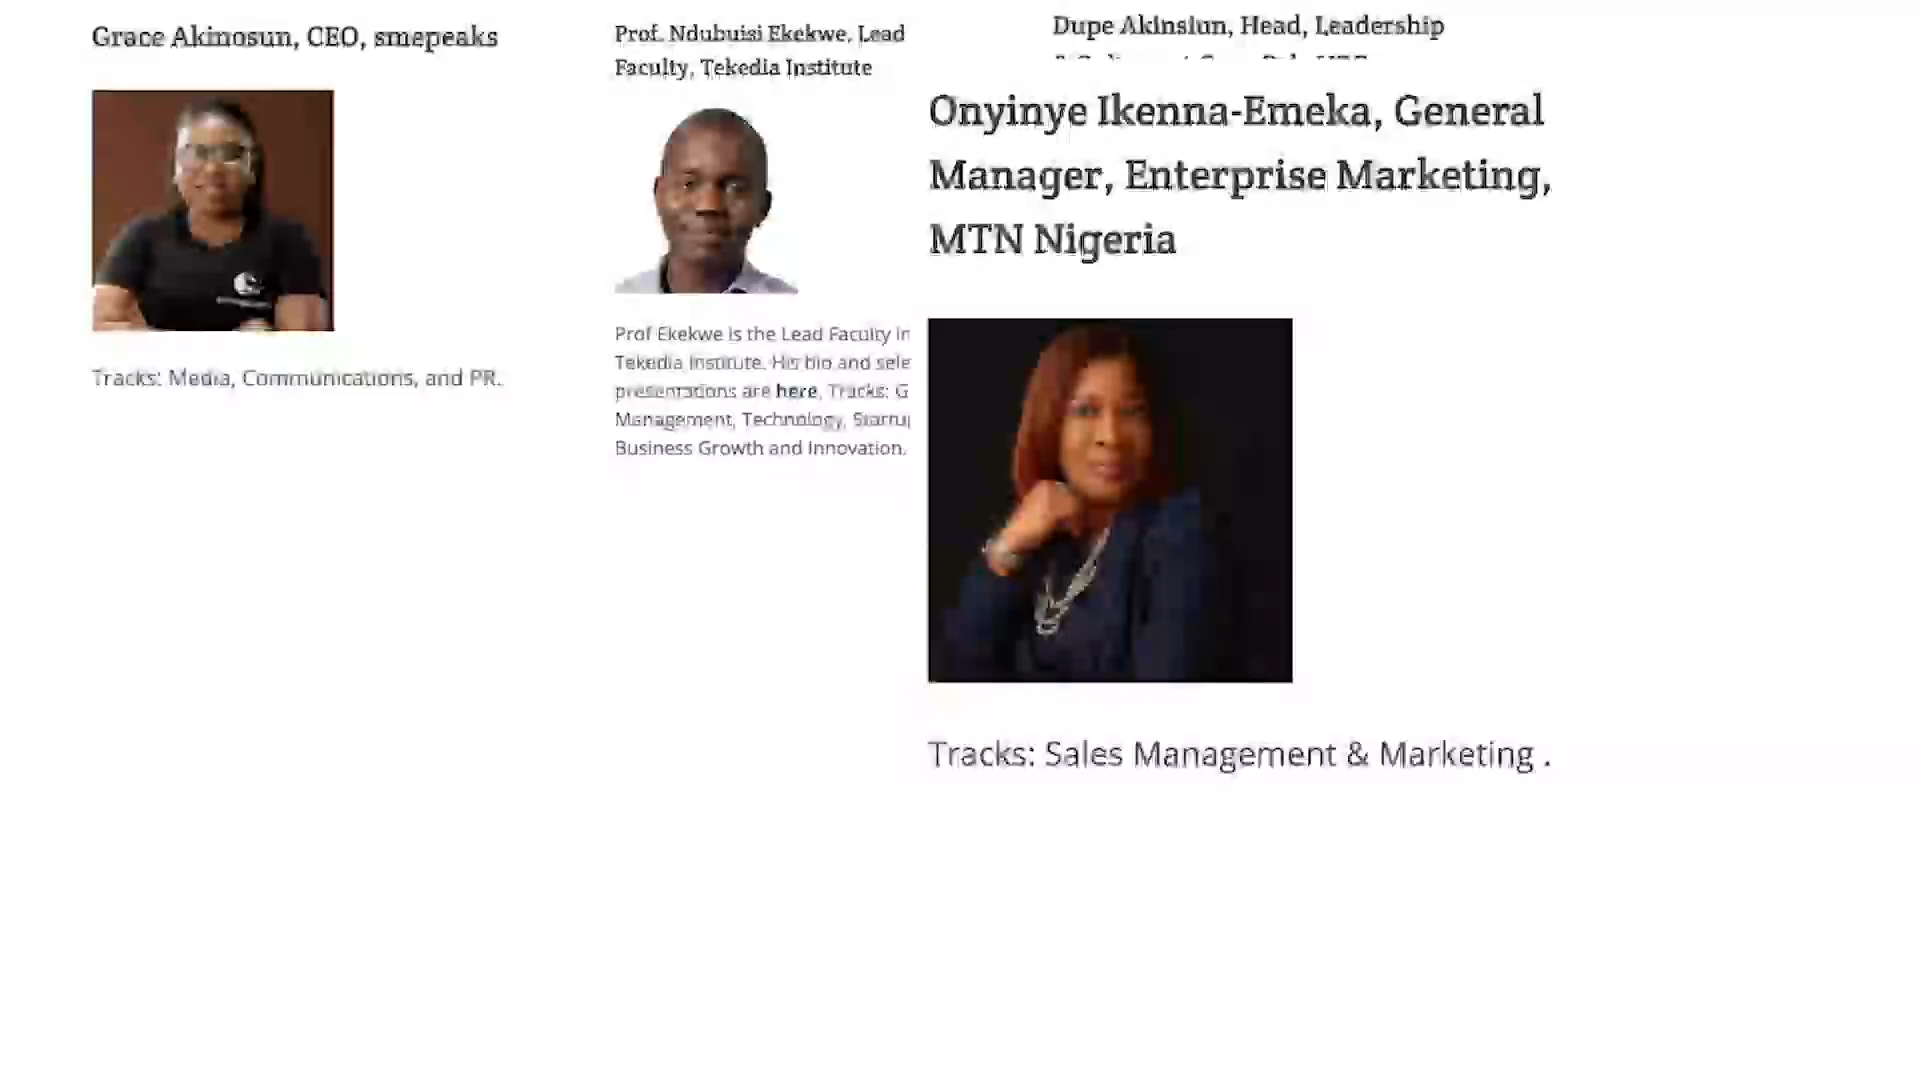 Grace Akinosun, CEO, smepeaks
Tracks: Media, Communications, and PR.
Prof. Ndubuisi Ekekwe, Lead
Faculty, Tekedia Institute
Prof Ekekwe is the Lead Faculty in
Tekedia Institute. His bio and sele
presentations are here. Tracks: G
Management, Technology, Startup
Business Growth and Innovation.
Dupe Akinsiun, Head, Leadership
Onyinye Ikenna-Emeka, General
Manager, Enterprise Marketing,
MTN Nigeria
Tracks: Sales Management & Marketing .